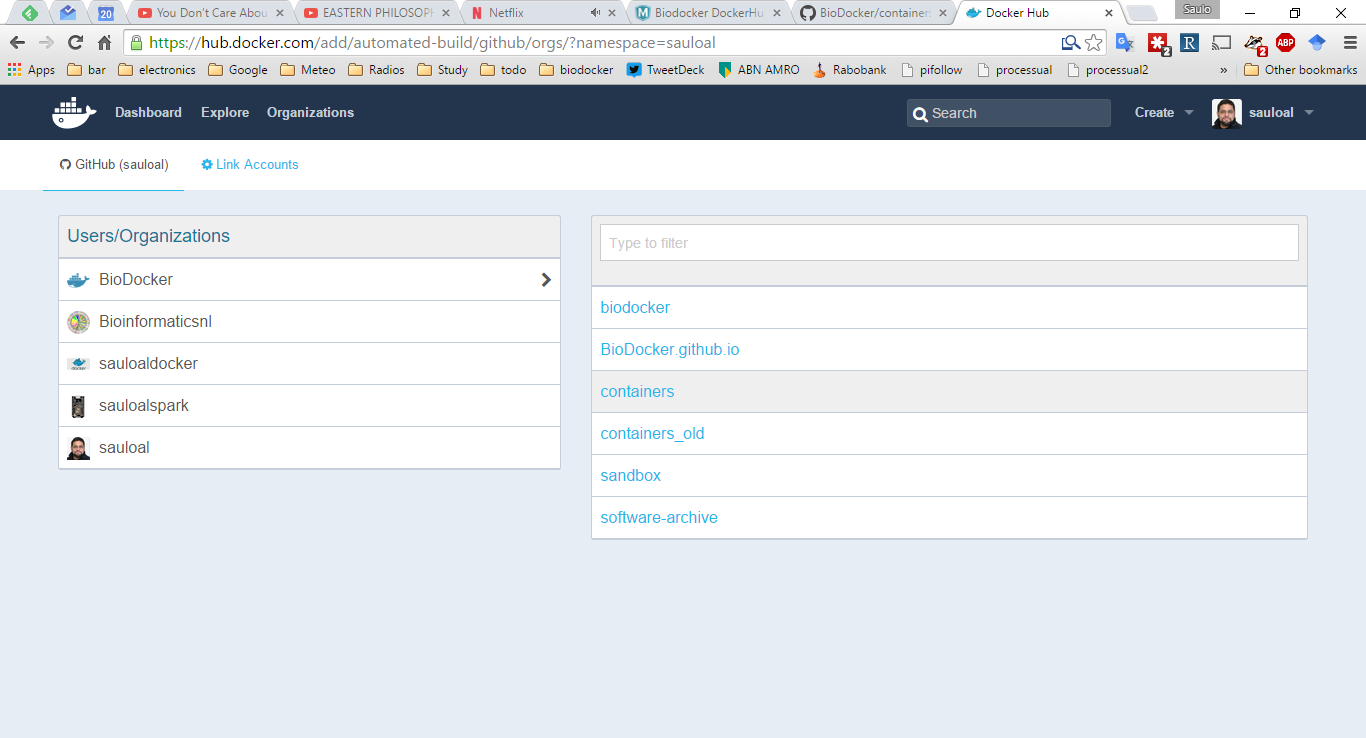 20 You Don't Care Abou EASTERN PHILOSOPH Netflix Biodocker DockerHu BioDocker/container Docker Hub Saulo
https://hub.docker.com/add/automated-build/github/orgs/?namespace=sauloal 2 R 2 ABP
Apps bar electronics Google Meteo Radios Study todo biodocker TweetDeck ABN AMRO Rabobank pifollow processual processual2 » Other bookmarks
Dashboard Explore Organizations Search Create sauloal
GitHub (sauloal) Link Accounts
Users/Organizations
BioDocker
Bioinformaticsnl
sauloaldocker
sauloalspark
sauloal
Type to filter
biodocker
BioDocker.github.io
containers
containers_old
sandbox
software-archive